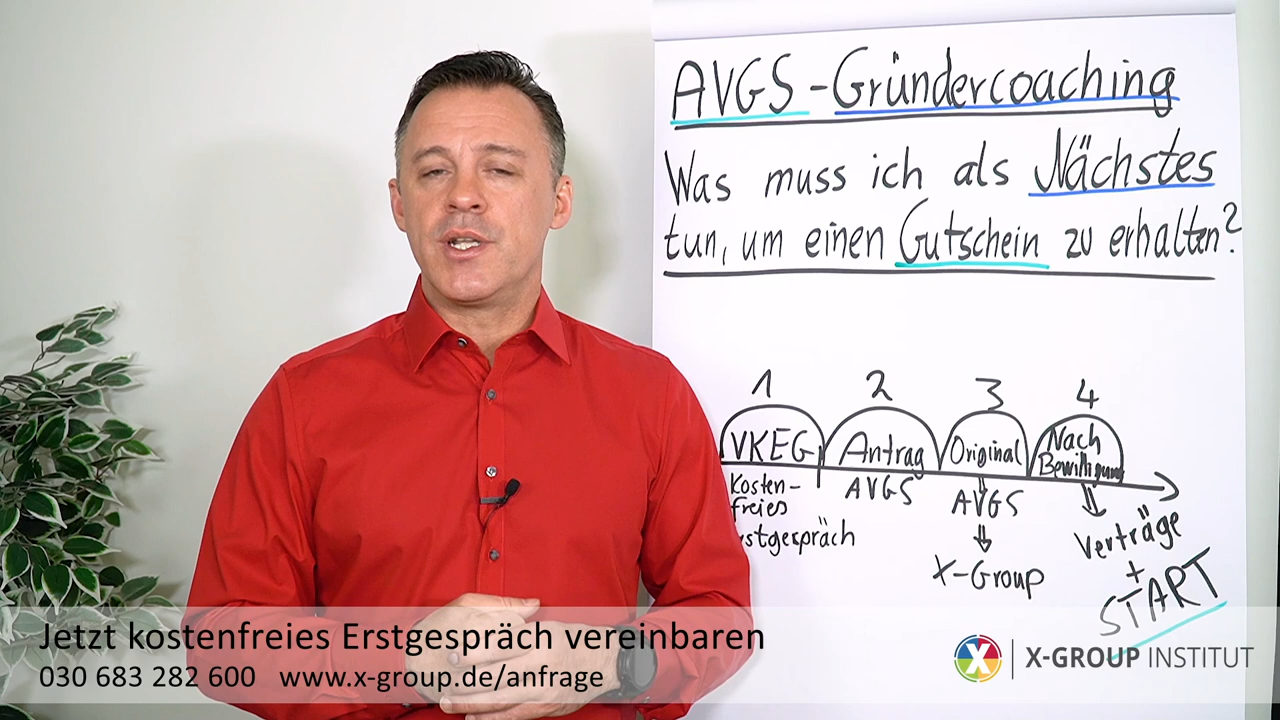 AVGS-Gründercoaching
Was muss ich als Nächstes
tun, um einen Gutschein zu erhalten?
1 2 3 4
VKEG Antrag Original Nach Bewilligung
Kosten-
freies
AVGS
AVGS
Verträge
X-Group
+
START
Jetzt kostenfreies Erstgespräch vereinbaren
030 683 282 600 www.x-group.de/anfrage
X-GROUP INSTITUT